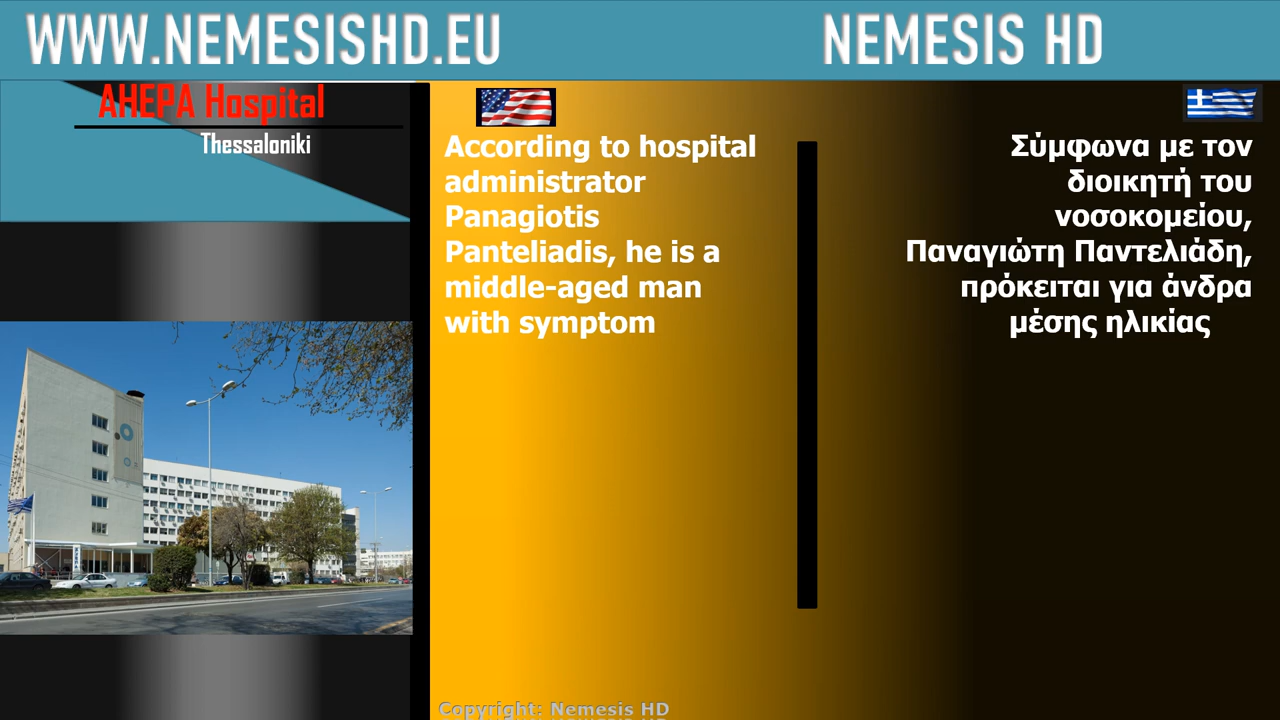 WWW.NEMESISHD.EU
NEMESIS HD
AHEPA Hospital
Thessaloniki
According to hospital
administrator
Panagiotis
Panteliadis, he is a
middle-aged man
with symptom
Σύμφωνα με τον
διοικητή του
νοσοκομείου,
Παναγιώτη Παντελιάδη,
πρόκειται για άνδρα
μέσης ηλικίας
Copyright: Nemesis HD